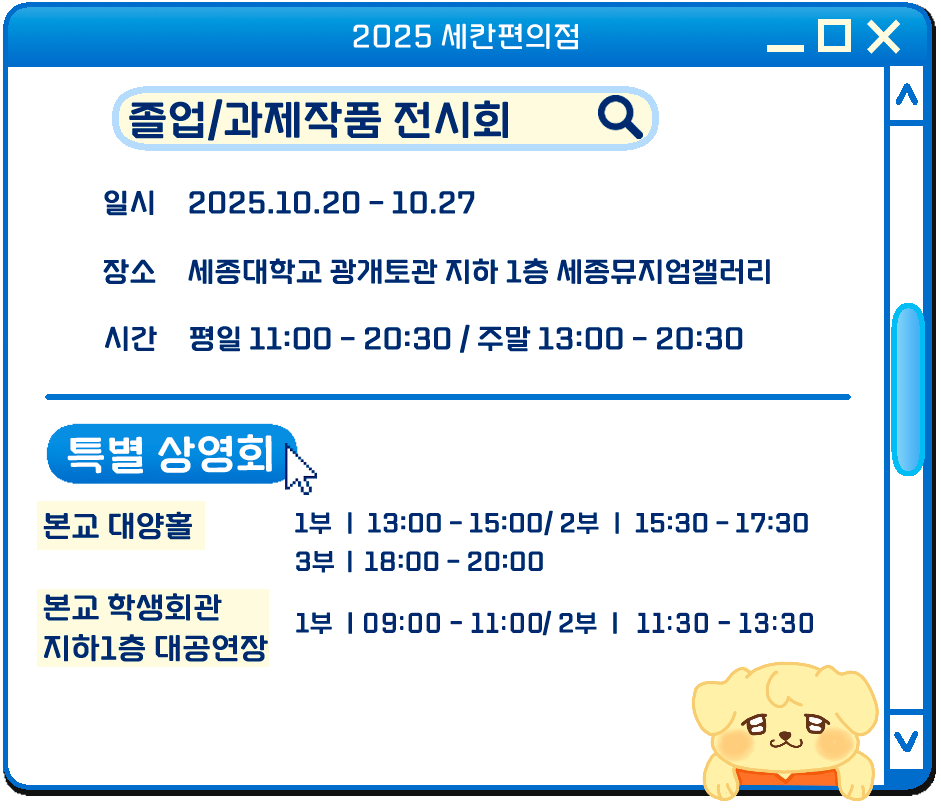 2025 세칸편의점
졸업/과제작품 전시회
일시 2025.10.20 - 10.27
장소 세종대학교 광개토관 지하 1층 세종뮤지엄갤러리
시간 평일 11:00 - 20:30 / 주말 13:00 - 20:30
특별 상영회
본교 대양홀
1부 | 13:00 - 15:00/ 2부 | 15:30 - 17:30
3부 | 18:00 - 20:00
본교 학생회관
지하1층 대공연장
1부 | 09:00 - 11:00/ 2부 | 11:30 - 13:30